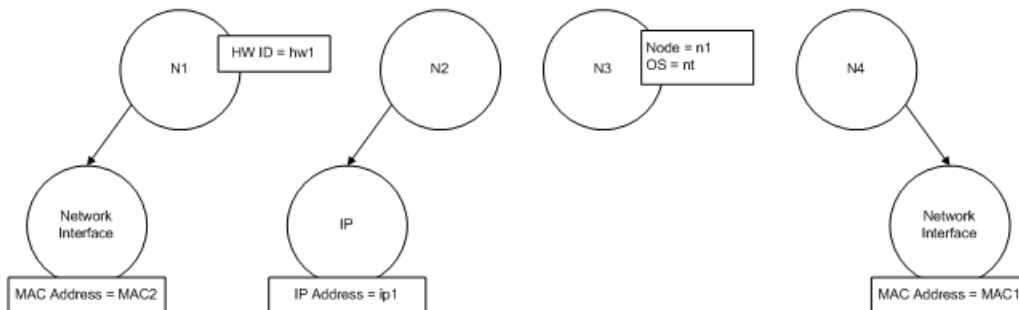 N1
HW ID = hw1
N2
N3
Node = n1
OS = nt
N4
Network
Interface
MAC Address = MAC2
IP
IP Address = ip1
Network
Interface
MAC Address = MAC1